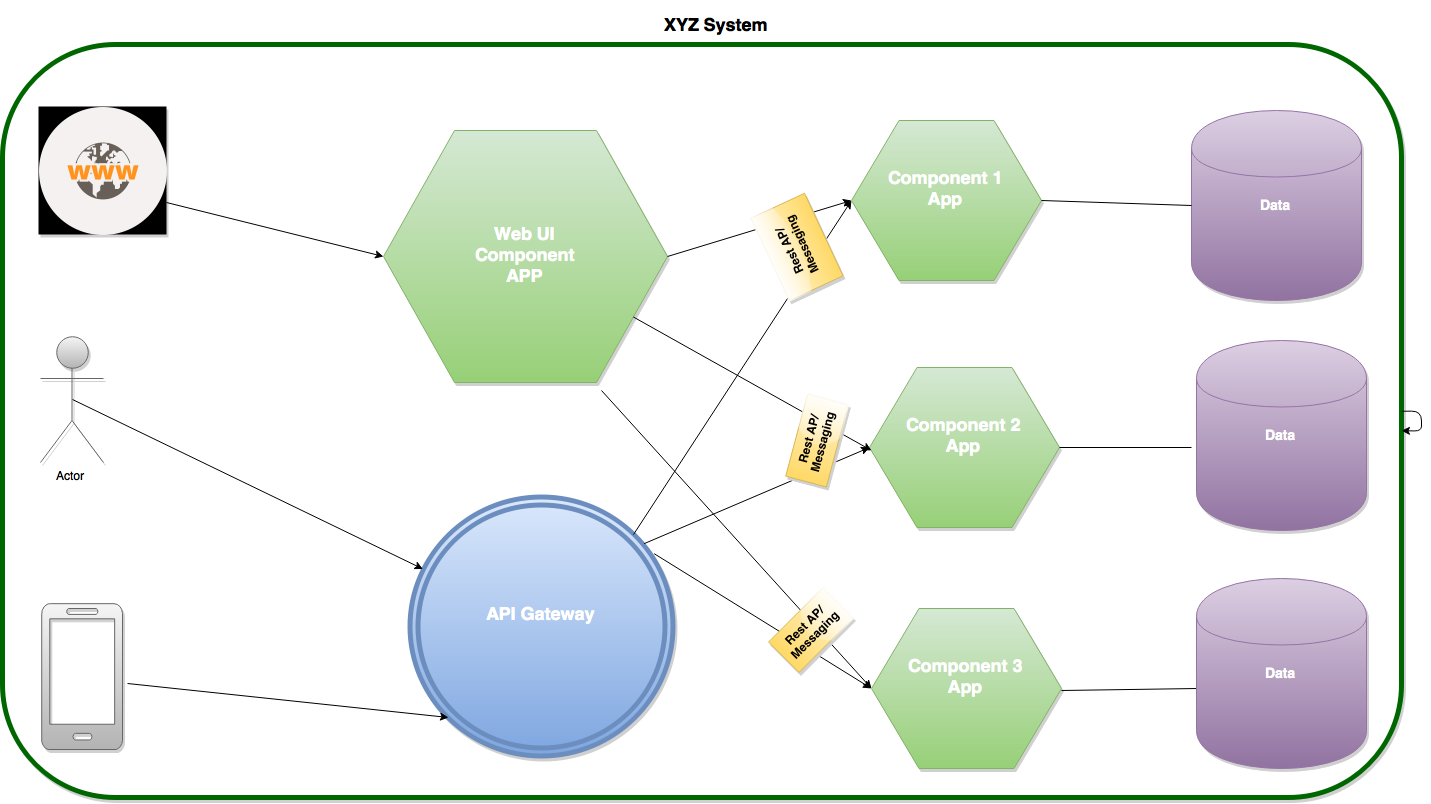 XYZ System
WWW
Web UI
Component
APP
Rest AP/
Messaging
Component 1
App
Data
Actor
Rest AP/
Messaging
Component 2
App
Data
API Gateway
Rest AP/
Messaging
Component 3
App
Data